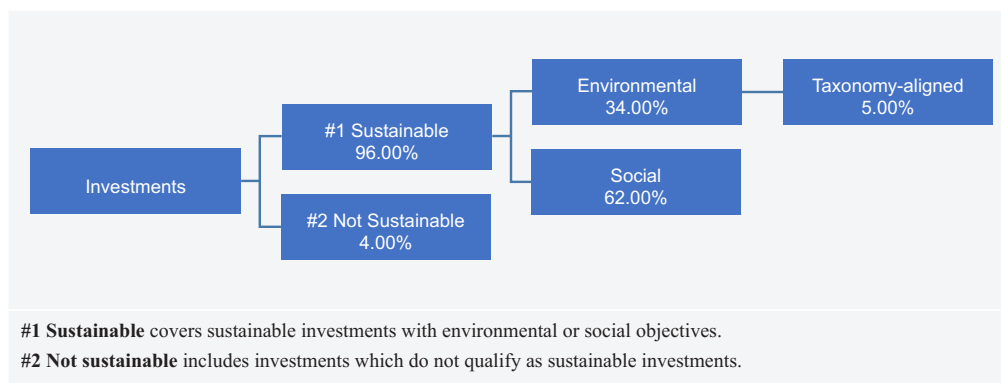 Investments
#1 Sustainable
96.00%
#2 Not Sustainable
4.00%
Environmental
34.00%
Social
62.00%
Taxonomy-aligned
5.00%
#1 Sustainable covers sustainable investments with environmental or social objectives.
#2 Not sustainable includes investments which do not qualify as sustainable investments.